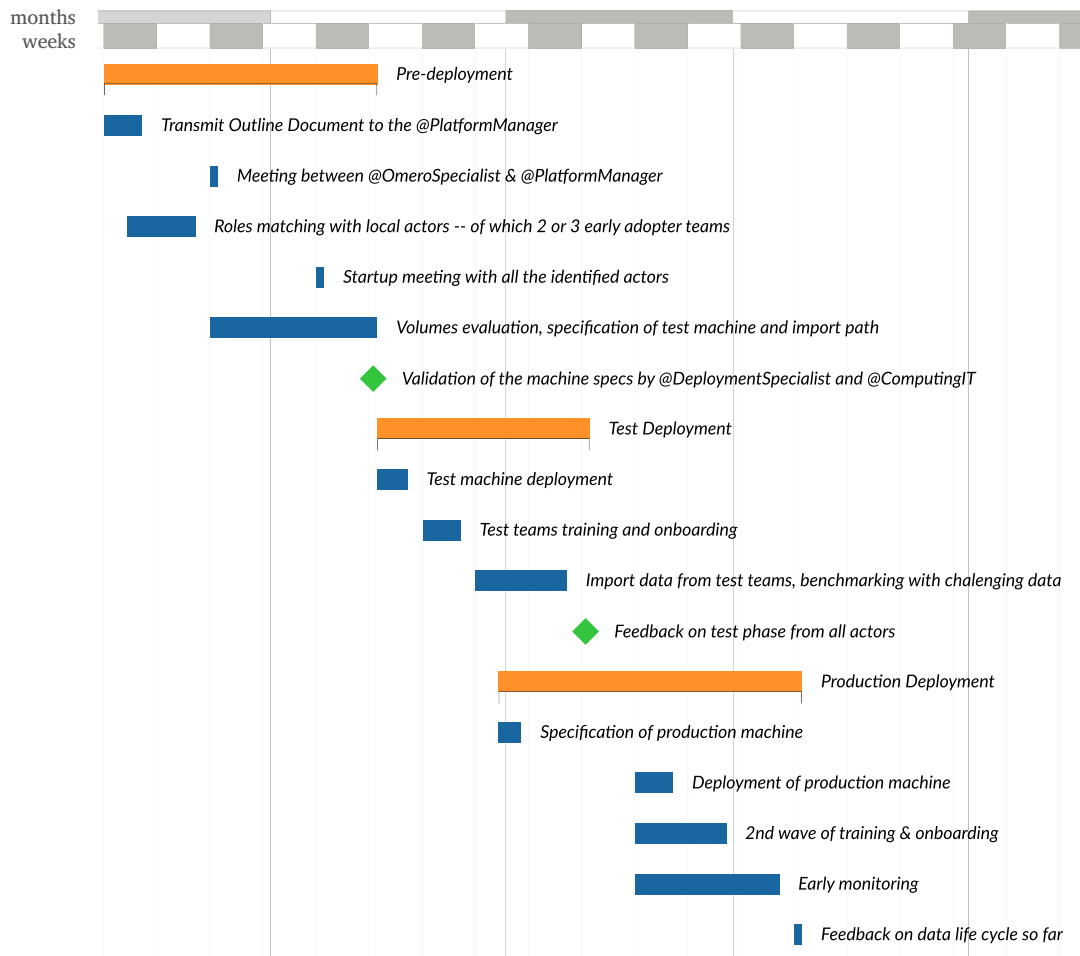 months
weeks
Pre-deployment
Transmit Outline Document to the @PlatformManager
Meeting between @OmeroSpecialist & @PlatformManager
Roles matching with local actors -- of which 2 or 3 early adopter teams
Startup meeting with all the identified actors
Volumes evaluation, specification of test machine and import path
Validation of the machine specs by @DeploymentSpecialist and @ComputingIT
Test Deployment
Test machine deployment
Test teams training and onboarding
Import data from test teams, benchmarking with chalenging data
Feedback on test phase from all actors
Production Deployment
Specification of production machine
Deployment of production machine
2nd wave of training & onboarding
Early monitoring
Feedback on data life cycle so far